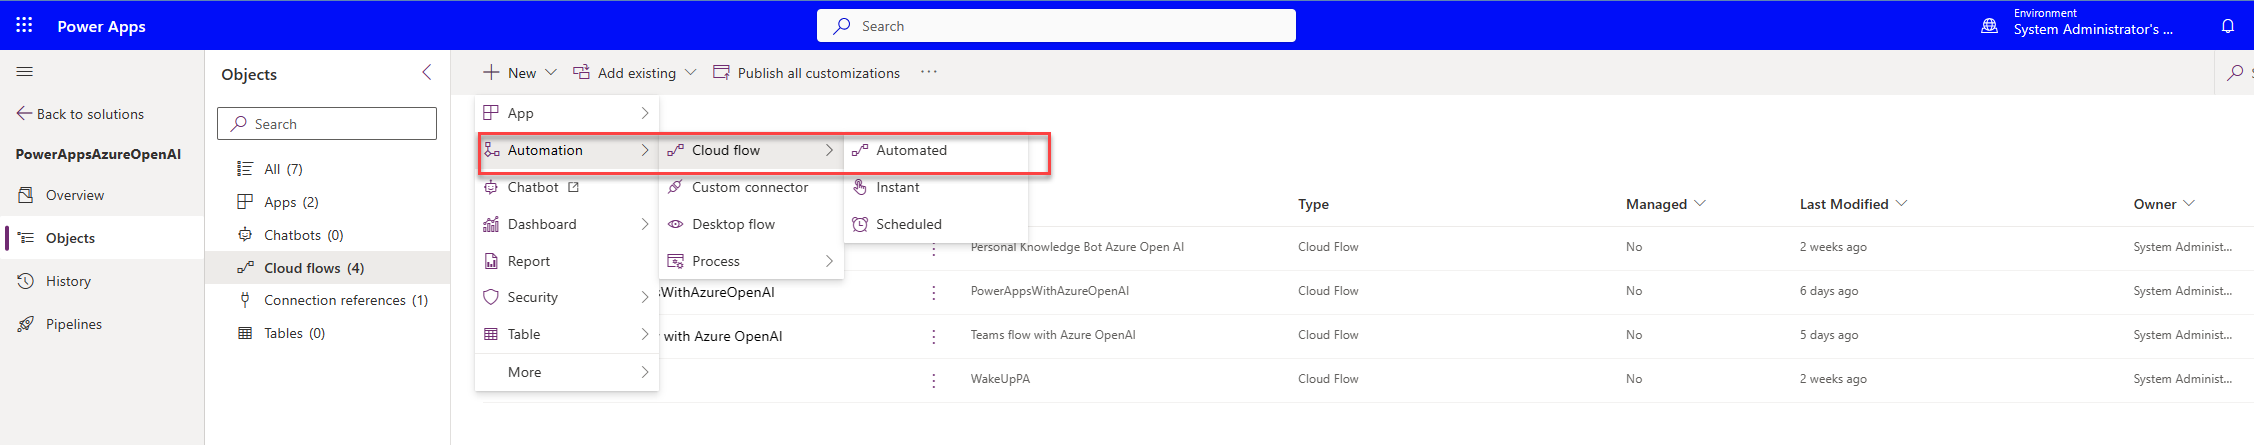 Power Apps
Search
Environment
System Administrator's ...
Back to solutions
PowerAppsAzureOpenAI
Overview
Objects
History
Pipelines
Objects
Search
All (7)
Apps (2)
Chatbots (0)
Cloud flows (4)
Connection references (1)
Tables (0)
New
Add existing
Publish all customizations
...
App
Automation
Chatbot
Dashboard
Report
Security
Table
More
Cloud flow
Custom connector
Desktop flow
Process
Automated
Instant
Scheduled
Type Managed Last Modified Owner
Personal Knowledge Bot Azure Open AI Cloud Flow No 2 weeks ago System Administ...
sWithAzureOpenAI PowerAppsWithAzureOpenAI Cloud Flow No 6 days ago System Administ...
with Azure OpenAI Teams flow with Azure OpenAI Cloud Flow No 5 days ago System Administ...
WakeUpPA Cloud Flow No 2 weeks ago System Administ...